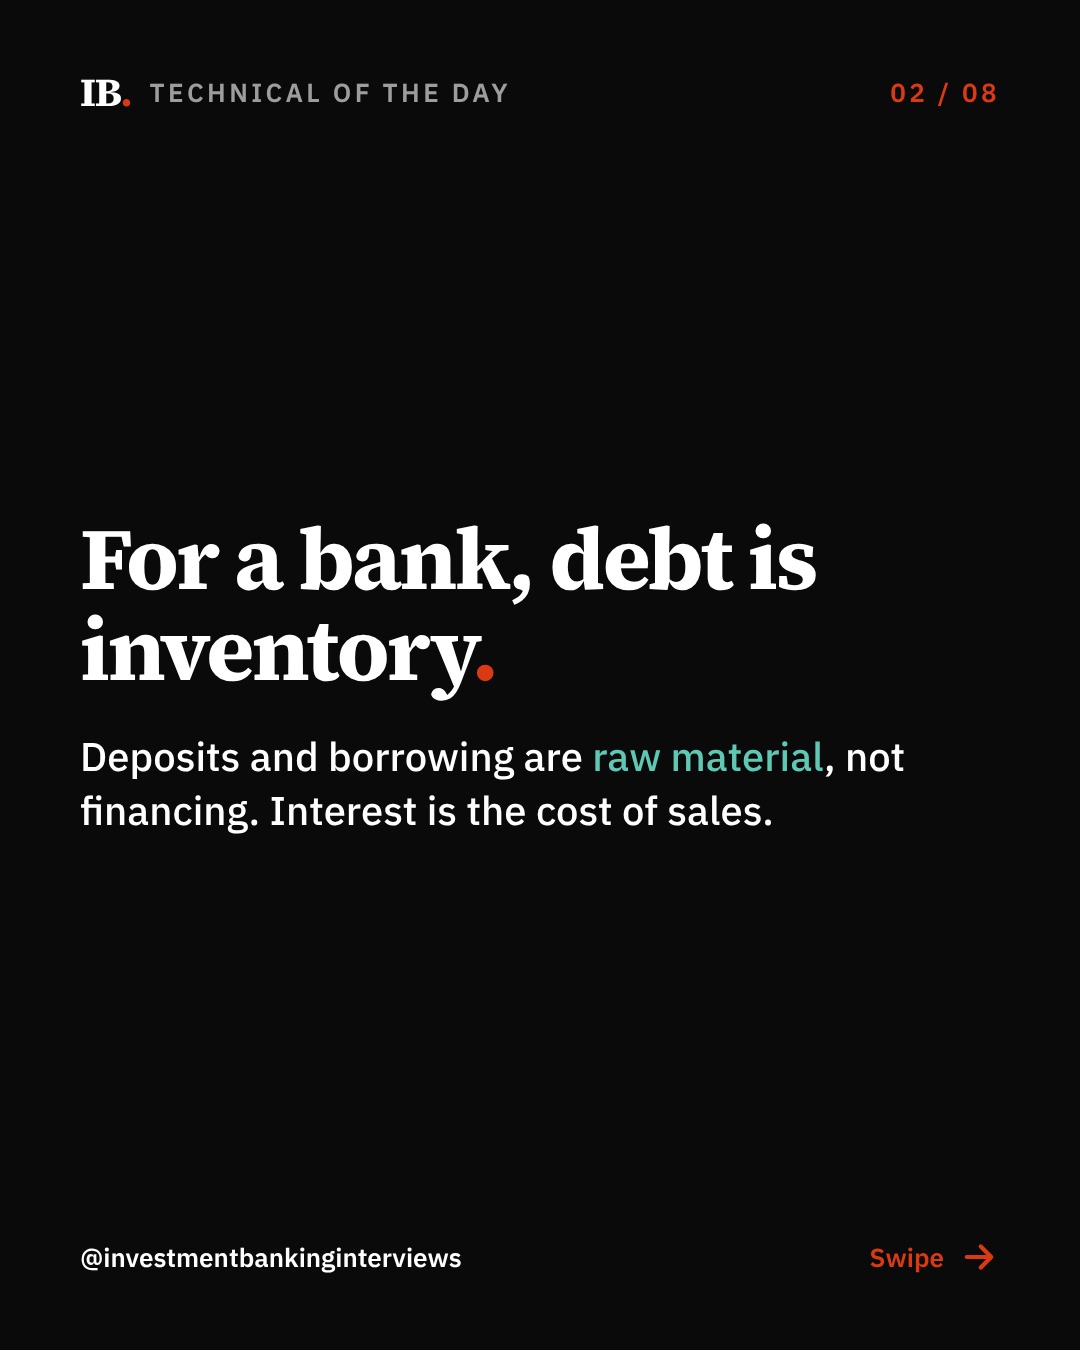 IB. TECHNICAL OF THE DAY
02 / 08
For a bank, debt is
inventory.
Deposits and borrowing are raw material, not
financing. Interest is the cost of sales.
@investmentbankinginterviews
Swipe →